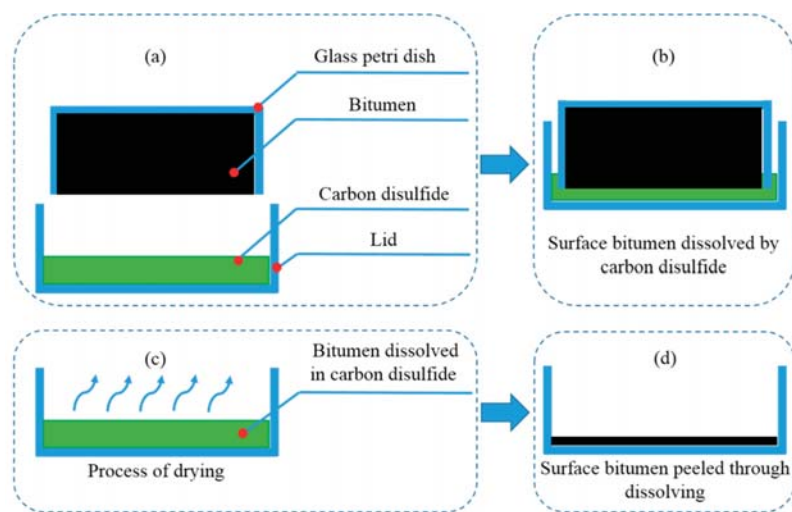 (a)
Glass petri dish
Bitumen
Carbon disulfide
Lid
(b)
Surface bitumen dissolved by
carbon disulfide
(c)
Bitumen dissolved
in carbon disulfide
Process of drying
(d)
Surface bitumen peeled through
dissolving